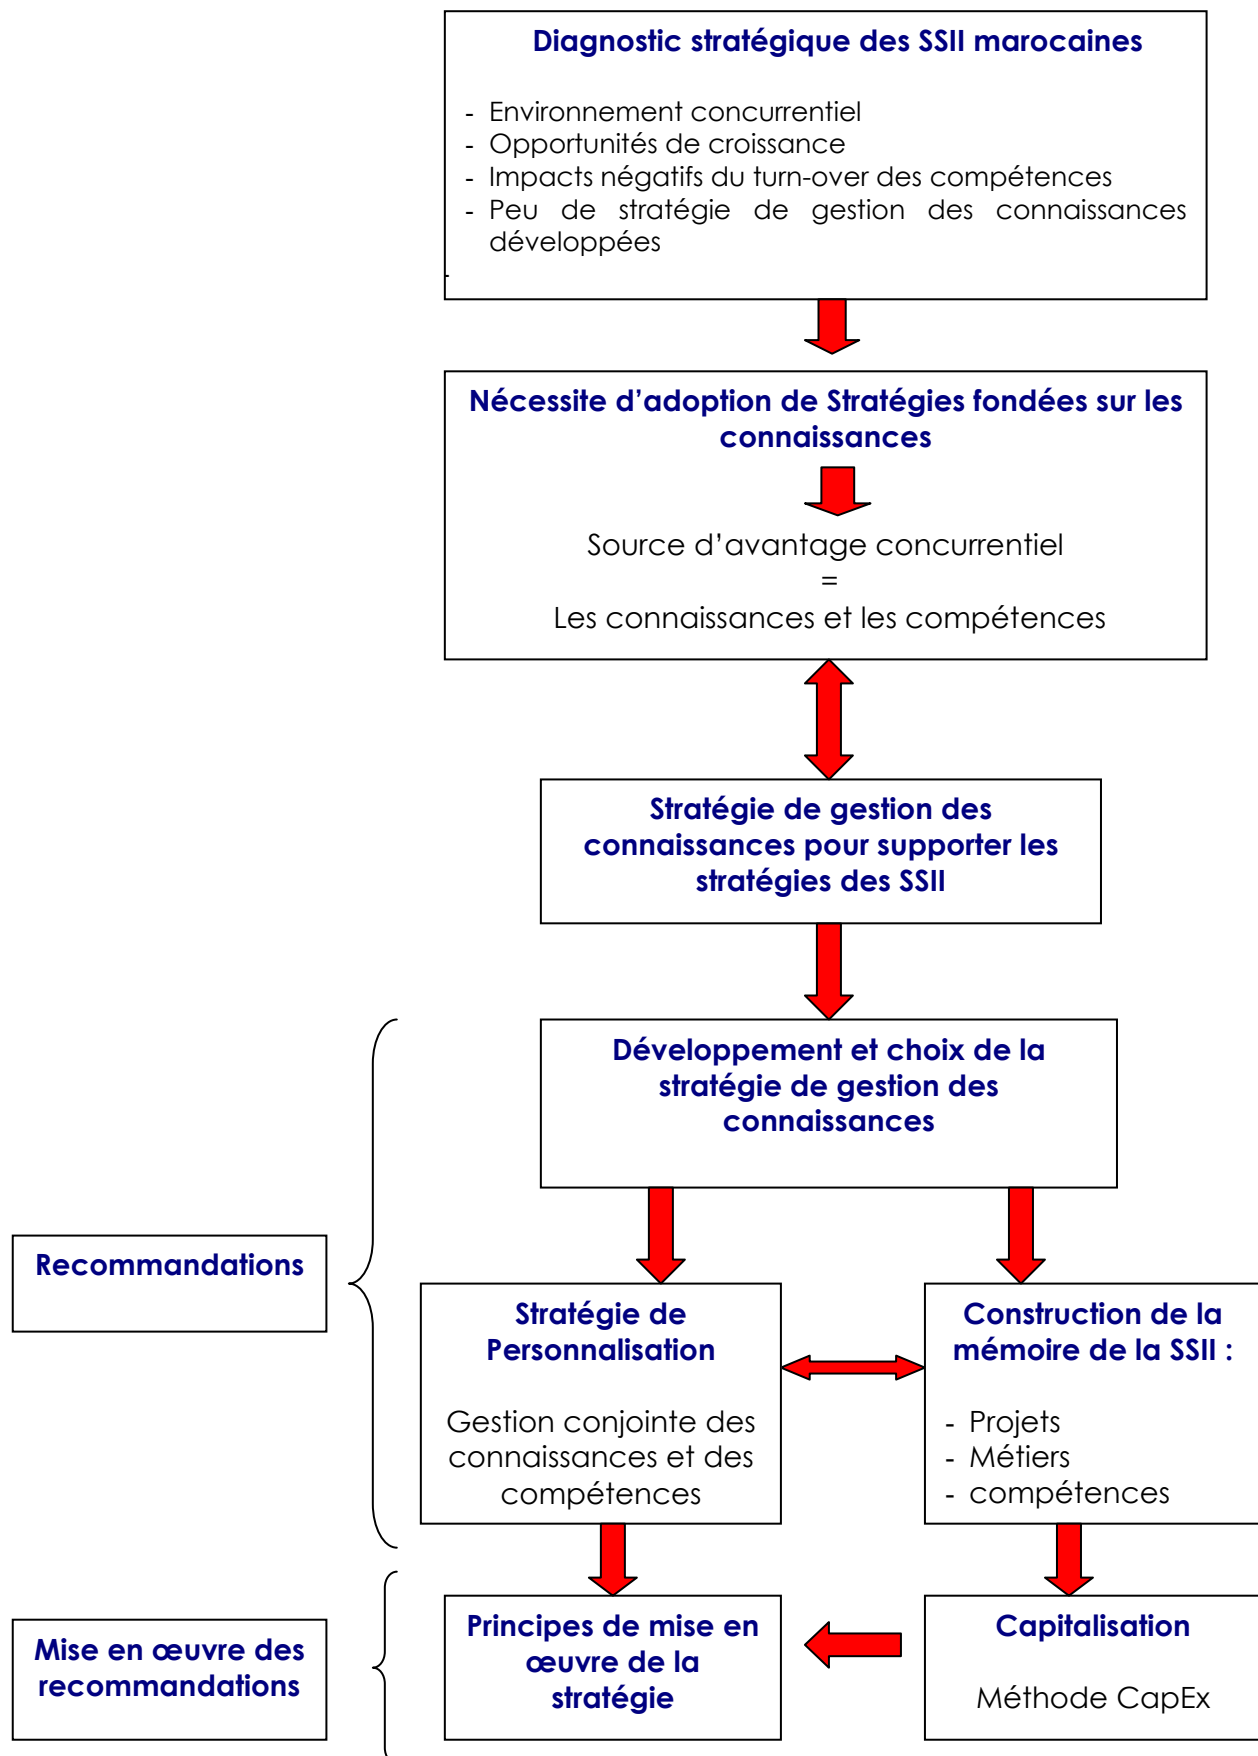 Diagnostic stratégique des SSII marocaines
- Environnement concurrentiel
- Opportunités de croissance
- Impacts négatifs du turn-over des compétences
- Peu de stratégie de gestion des connaissances
développées
-
Nécessite d’adoption de Stratégies fondées sur les
connaissances
Source d’avantage concurrentiel
=
Les connaissances et les compétences
Stratégie de gestion des
connaissances pour supporter les
stratégies des SSII
Développement et choix de la
stratégie de gestion des
connaissances
Recommandations
Stratégie de
Personnalisation
Gestion conjointe des
connaissances et des
compétences
Construction de la
mémoire de la SSII :
- Projets
- Métiers
- compétences
Mise en œuvre des
recommandations
Principes de mise en
œuvre de la
stratégie
Capitalisation
Méthode CapEx